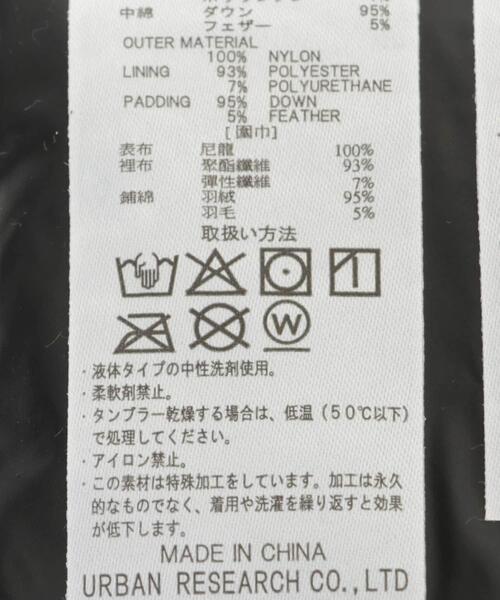 中綿 ダウン 95%
フェザー 5%
OUTER MATERIAL
100% NYLON
LINING 93% POLYESTER
7% POLYURETHANE
PADDING 95% DOWN
5% FEATHER
[圍巾]
表布 尼龍 100%
裡布 聚酯纖維 93%
彈性纖維 7%
鋪綿 羽絨 95%
羽毛 5%
取扱い方法
W
・液体タイプの中性洗剤使用。
・柔軟剤禁止。
・タンブラー乾燥する場合は、低温(50℃以下)
で処理してください。
・アイロン禁止。
・この素材は特殊加工をしています。加工は永久
的なものでなく、着用や洗濯を繰り返すと効果
が低下します。
MADE IN CHINA
URBAN RESEARCH CO.,LTD